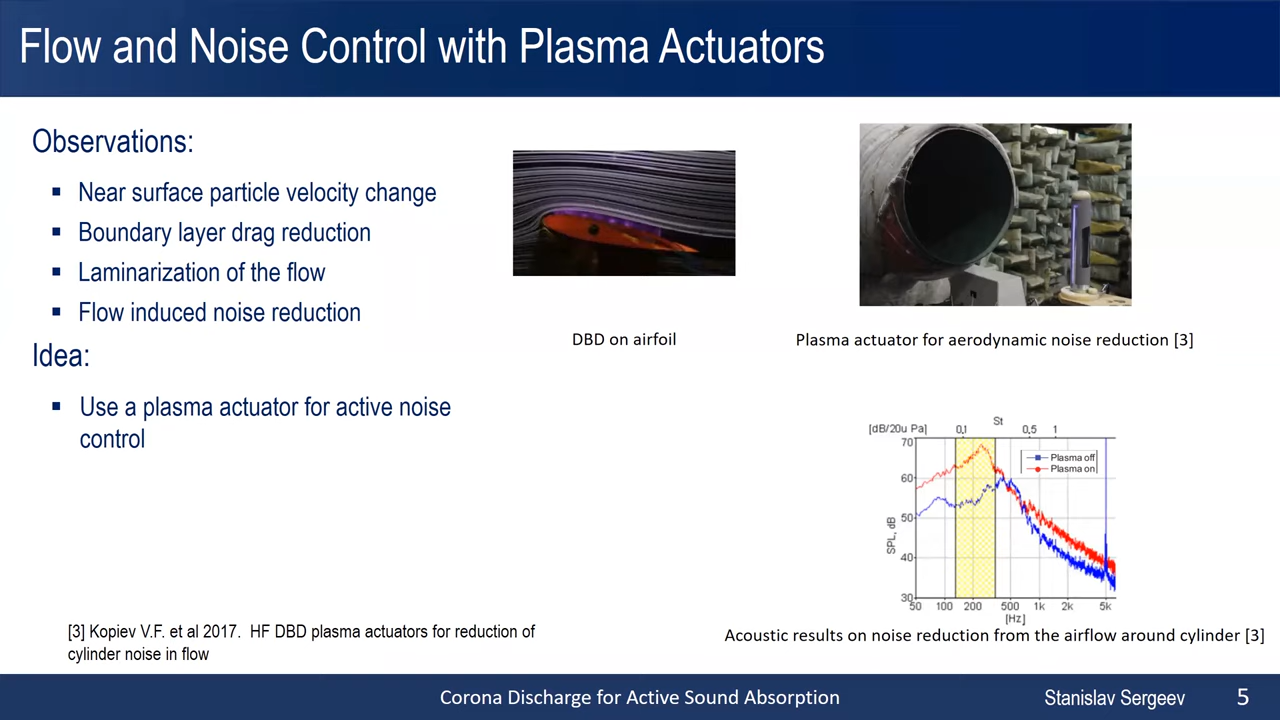 Flow and Noise Control with Plasma Actuators
Observations:
Near surface particle velocity change
Boundary layer drag reduction
Laminarization of the flow
Flow induced noise reduction
Idea:
Use a plasma actuator for active noise
control
DBD on airfoil
Plasma actuator for aerodynamic noise reduction [3]
St
[dB/20u Pa] 0.1 0.5 1
70
60
50
40
30
SPL, dB
Plasma off
Plasma on
50 100 200 500 1k 2k 5k
[Hz]
Acoustic results on noise reduction from the airflow around cylinder [3]
[3] Kopiev V.F. et al 2017. HF DBD plasma actuators for reduction of
cylinder noise in flow
Corona Discharge for Active Sound Absorption
Stanislav Sergeev
5